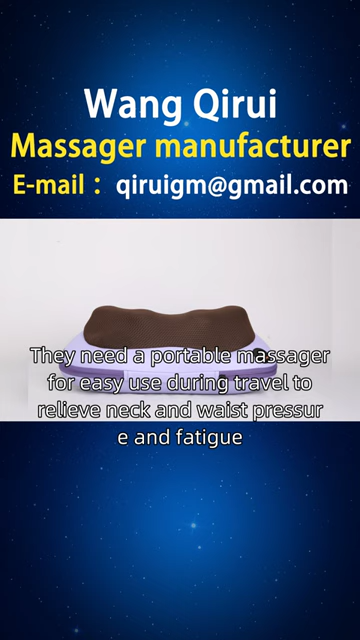 Wang Qirui
Massager manufacturer
E-mail： qiruigm@gmail.com
They need a portable massager
for easy use during travel to
relieve neck and waist pressur
e and fatigue